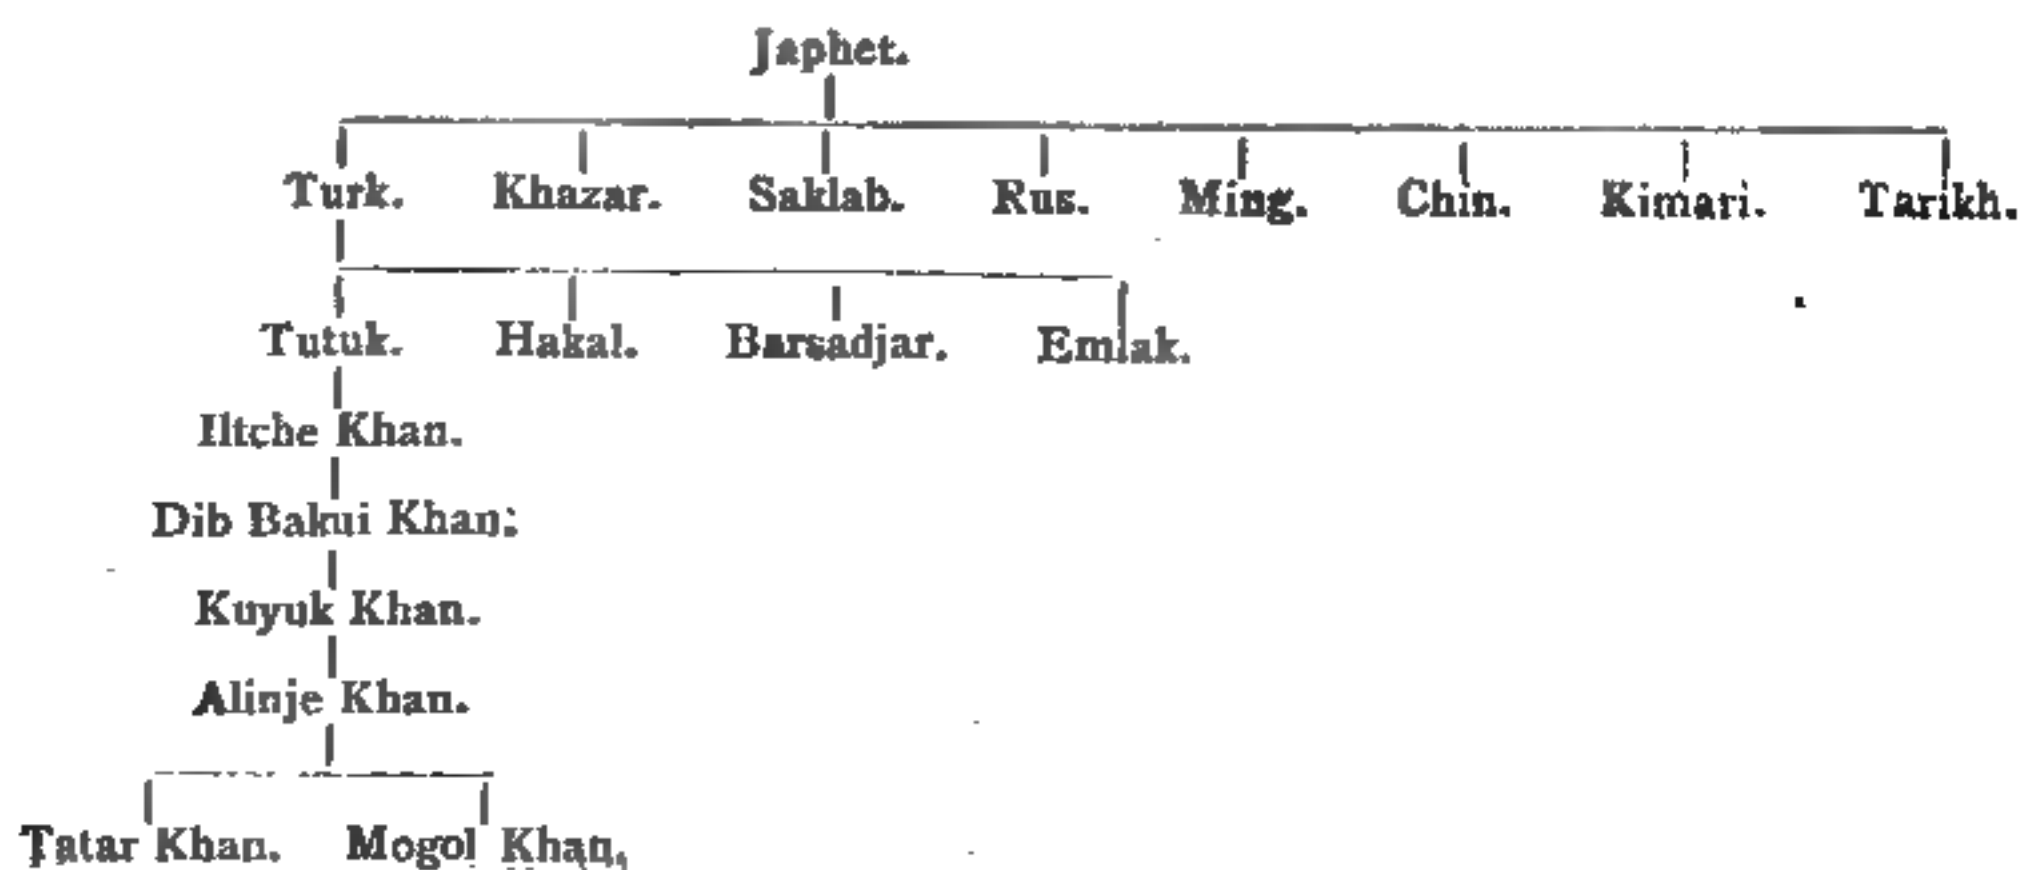 Japhet.
Turk. Khazar. Saklab. Rus. Ming. Chin. Kimari. Tarikh.
Tutuk. Hakal. Barsadjar. Emlak.
Iltche Khan.
Dib Bakui Khan.
Kuyuk Khan.
Alinje Khan.
Tatar Khan. Mogol Khan.